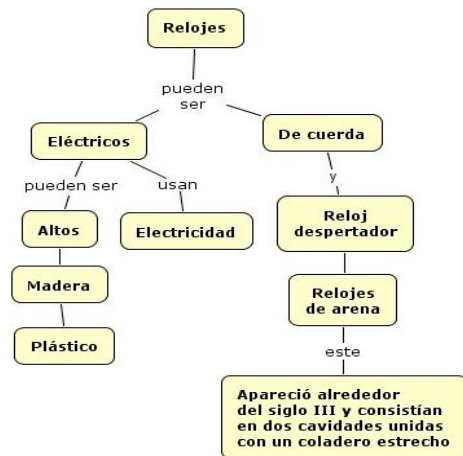 Relojes
pueden
ser
Eléctricos
De cuerda
pueden ser
usan
y
Altos
Electricidad
Reloj
despertador
Madera
Relojes
de arena
Plástico
este
Apareció alrededor
del siglo III y consistían
en dos cavidades unidas
con un coladero estrecho